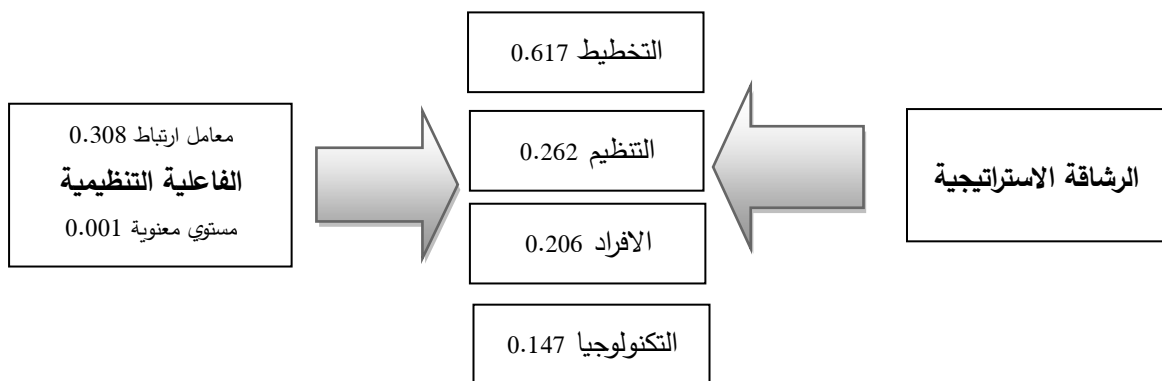 الرشاقة الاستراتيجية
التخطيط 0.617
التنظيم 0.262
الافراد 0.206
التكنولوجيا 0.147
معامل ارتباط 0.308
الفاعلية التنظيمية
مستوي معنوية 0.001